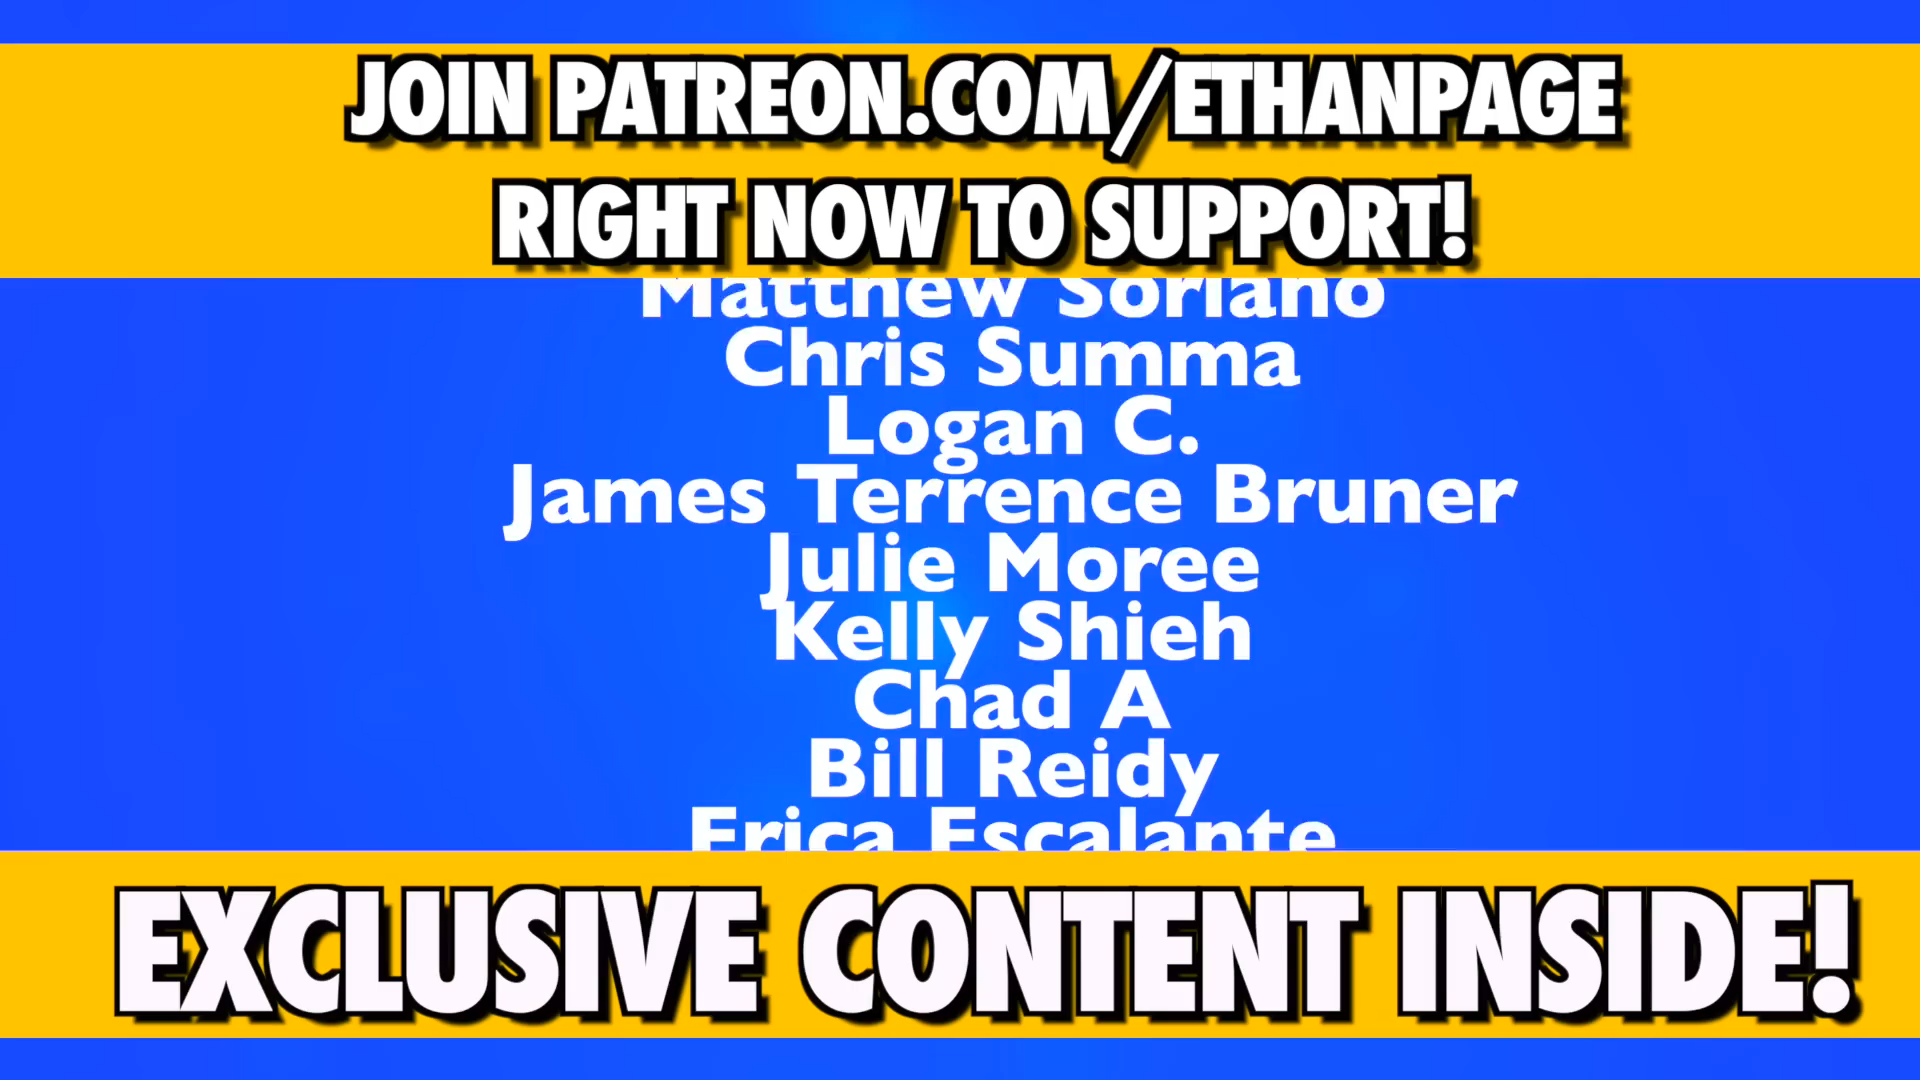 JOIN PATREON.COM/ETHANPAGE
RIGHT NOW TO SUPPORT!
Matthew Soriano
Chris Summa
Logan C.
James Terrence Bruner
Julie Moree
Kelly Shieh
Chad A
Bill Reidy
Erica Escalante
EXCLUSIVE CONTENT INSIDE!